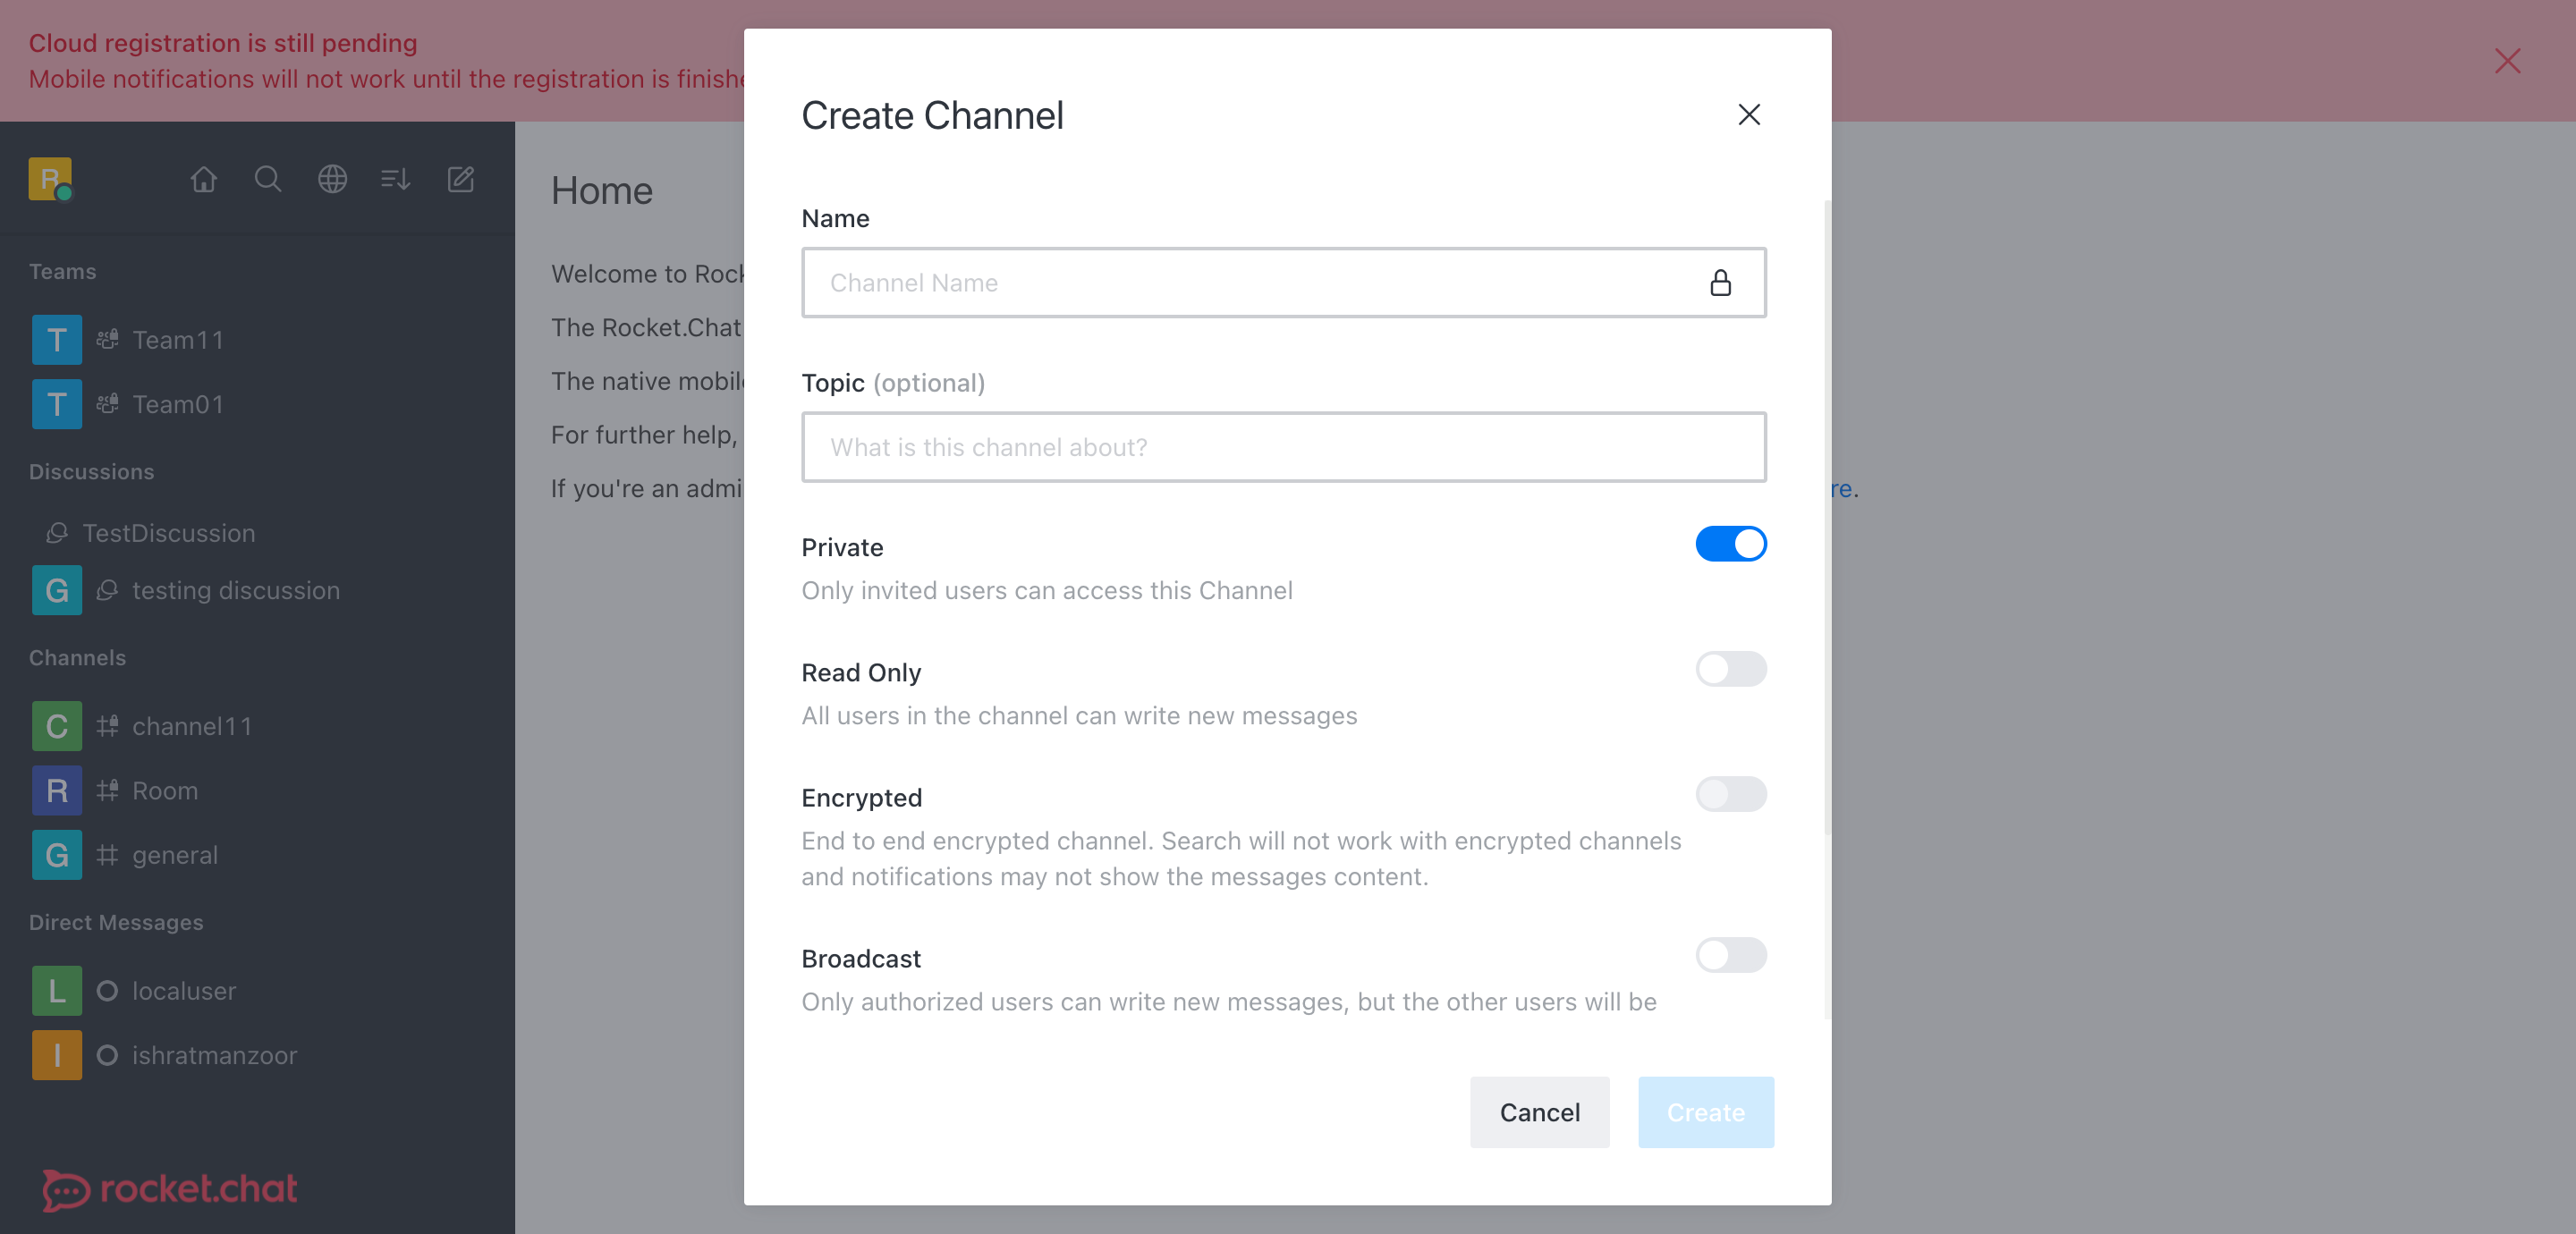 Cloud registration is still pending
Mobile notifications will not work until the registration is
R
Teams
T Team11
T Team01
Discussions
TestDiscussion
G testing discussion
Channels
C channel11
R Room
G general
Direct Messages
L localuser
I ishratmanzoor
rocket.chat
Home
Welcome to
The Rocket.Chat
The native
For further help,
If you're an
re.
Create Channel
Name
Channel Name
Topic (optional)
What is this channel about?
Private
Only invited users can access this Channel
Read Only
All users in the channel can write new messages
Encrypted
End to end encrypted channel. Search will not work with encrypted channels
and notifications may not show the messages content.
Broadcast
Only authorized users can write new messages, but the other users will be
Cancel
Create